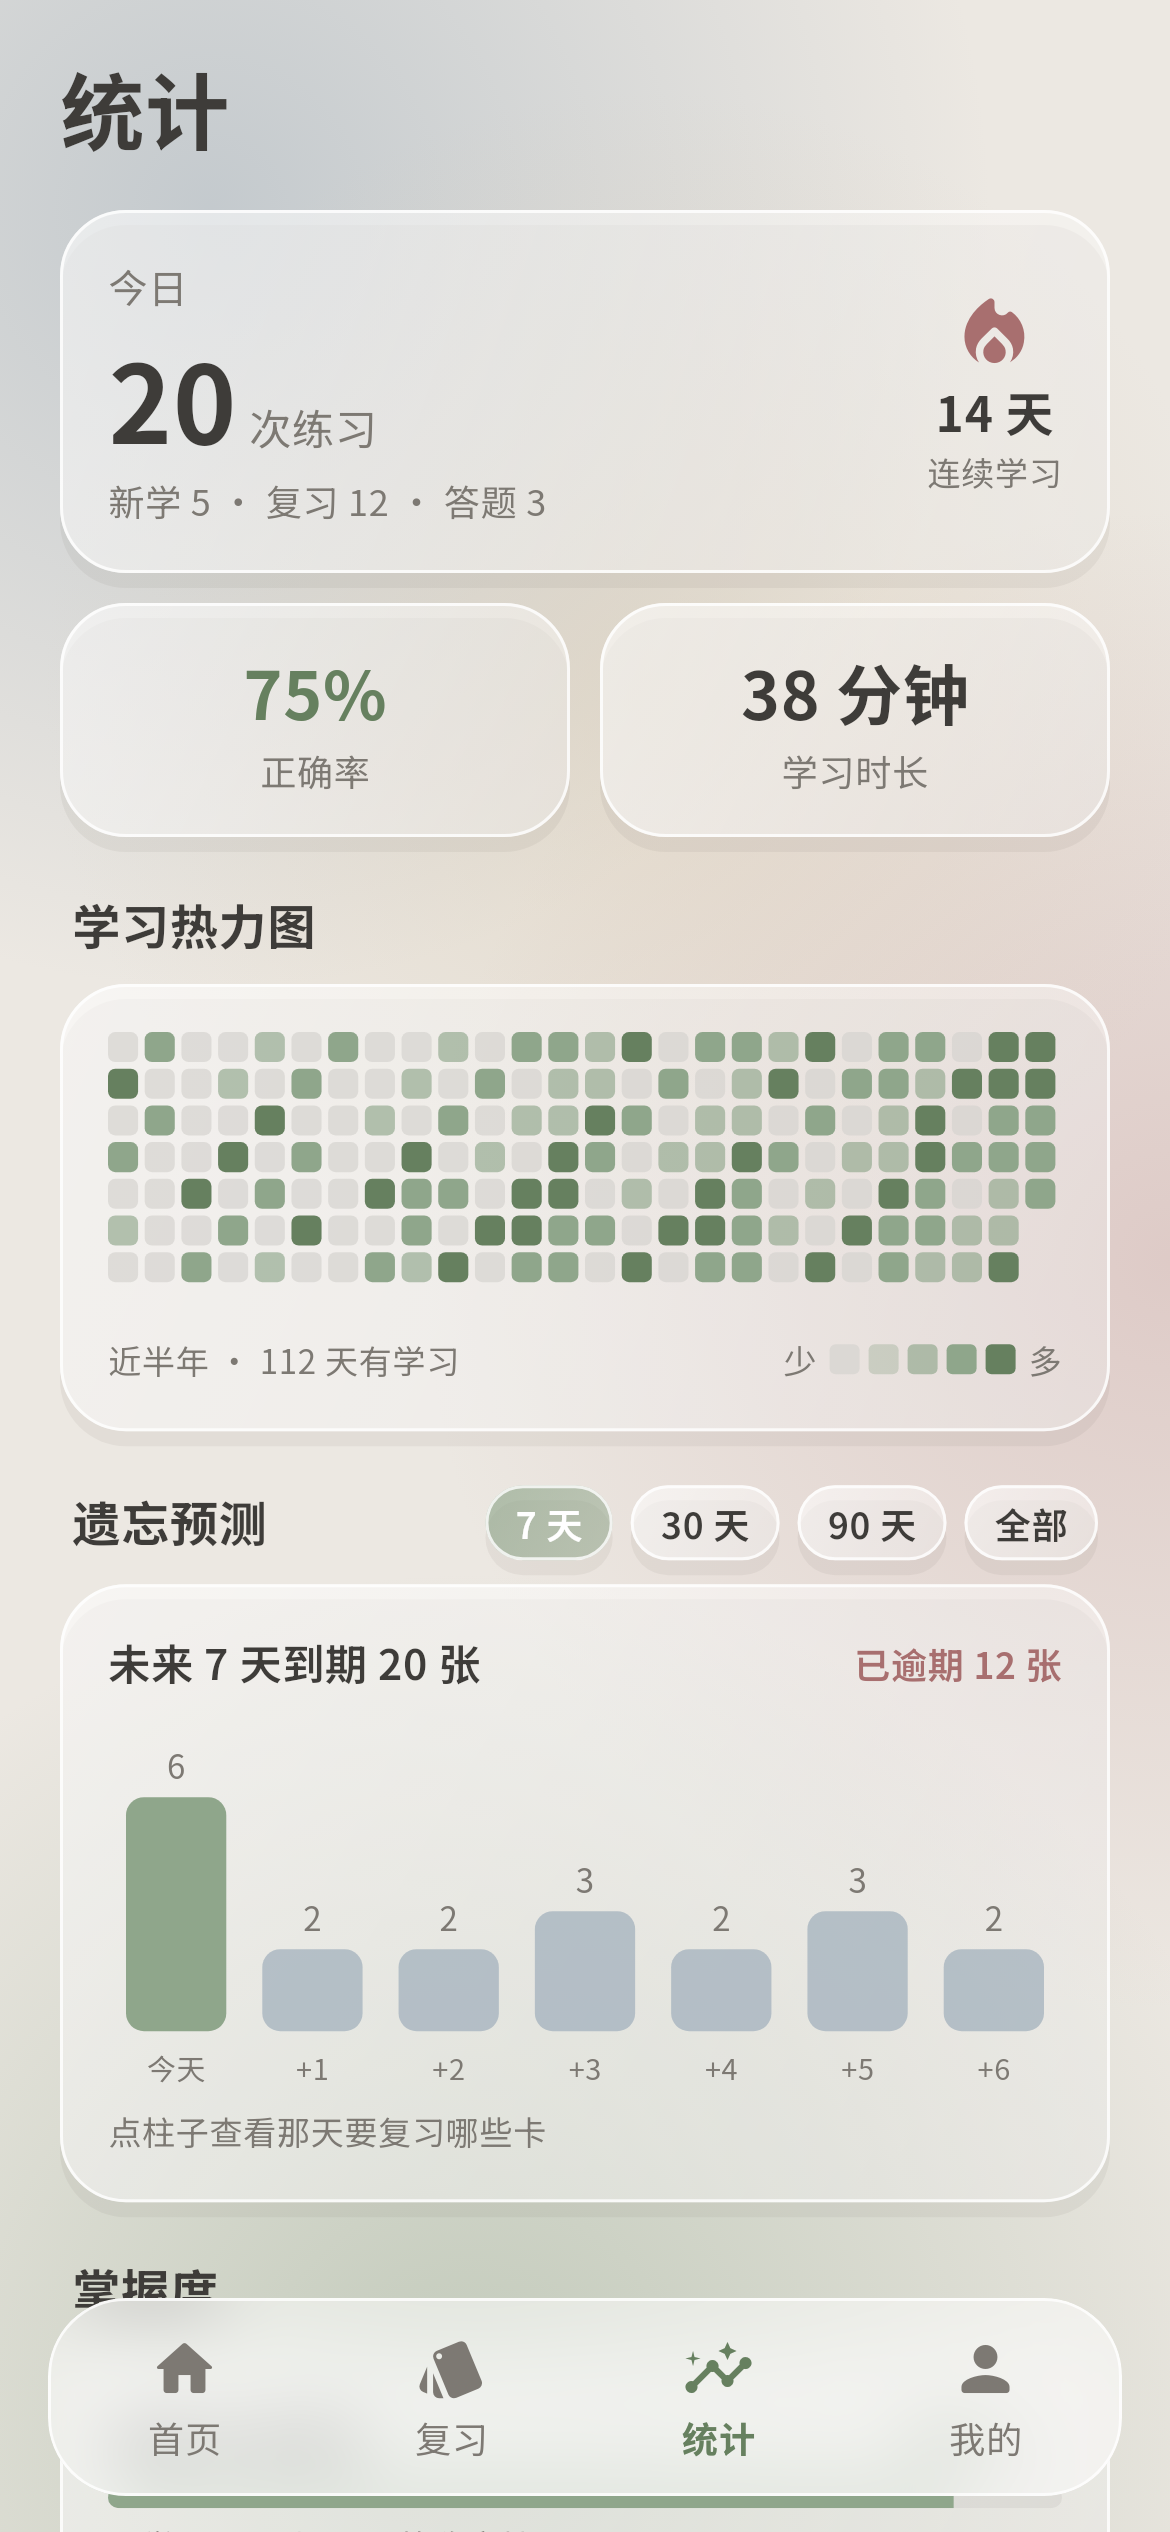 统计
今日
20 次练习
新学 5 · 复习 12 · 答题 3
14 天
连续学习
75%
正确率
38 分钟
学习时长
学习热力图
近半年 · 112 天有学习
少 多
遗忘预测
7 天 30 天 90 天 全部
未来 7 天到期 20 张
已逾期 12 张
6 2 2 3 2 3 2
今天 +1 +2 +3 +4 +5 +6
点柱子查看那天要复习哪些卡
掌握度
首页 复习 统计 我的